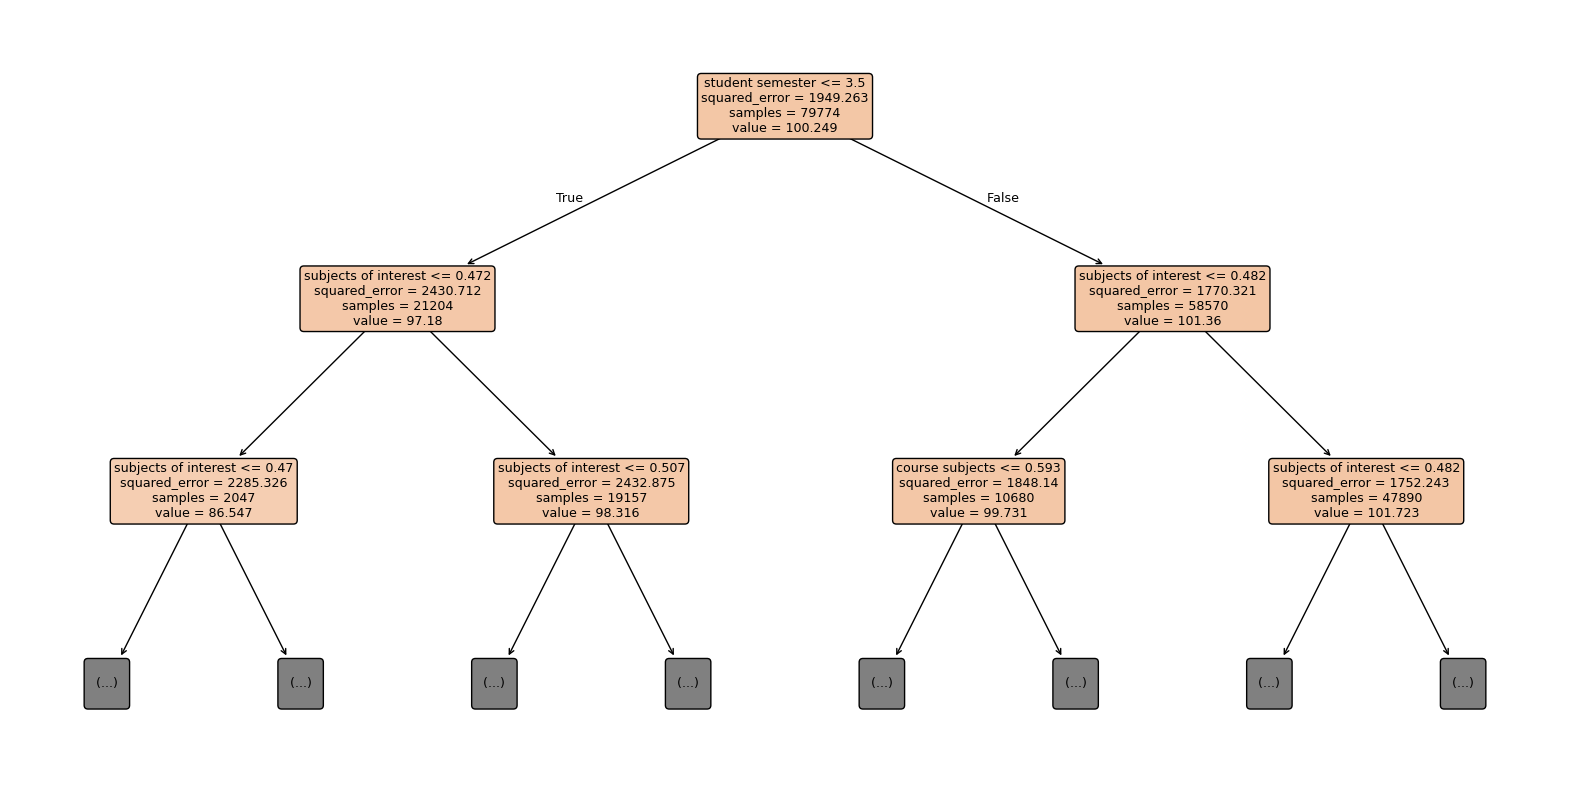 student semester <= 3.5
squared_error = 1949.263
samples = 79774
value = 100.249
True
False
subjects of interest <= 0.472
squared_error = 2430.712
samples = 21204
value = 97.18
subjects of interest <= 0.482
squared_error = 1770.321
samples = 58570
value = 101.36
subjects of interest <= 0.47
squared_error = 2285.326
samples = 2047
value = 86.547
subjects of interest <= 0.507
squared_error = 2432.875
samples = 19157
value = 98.316
course subjects <= 0.593
squared_error = 1848.14
samples = 10680
value = 99.731
subjects of interest <= 0.482
squared_error = 1752.243
samples = 47890
value = 101.723
(...)
(...)
(...)
(...)
(...)
(...)
(...)
(...)